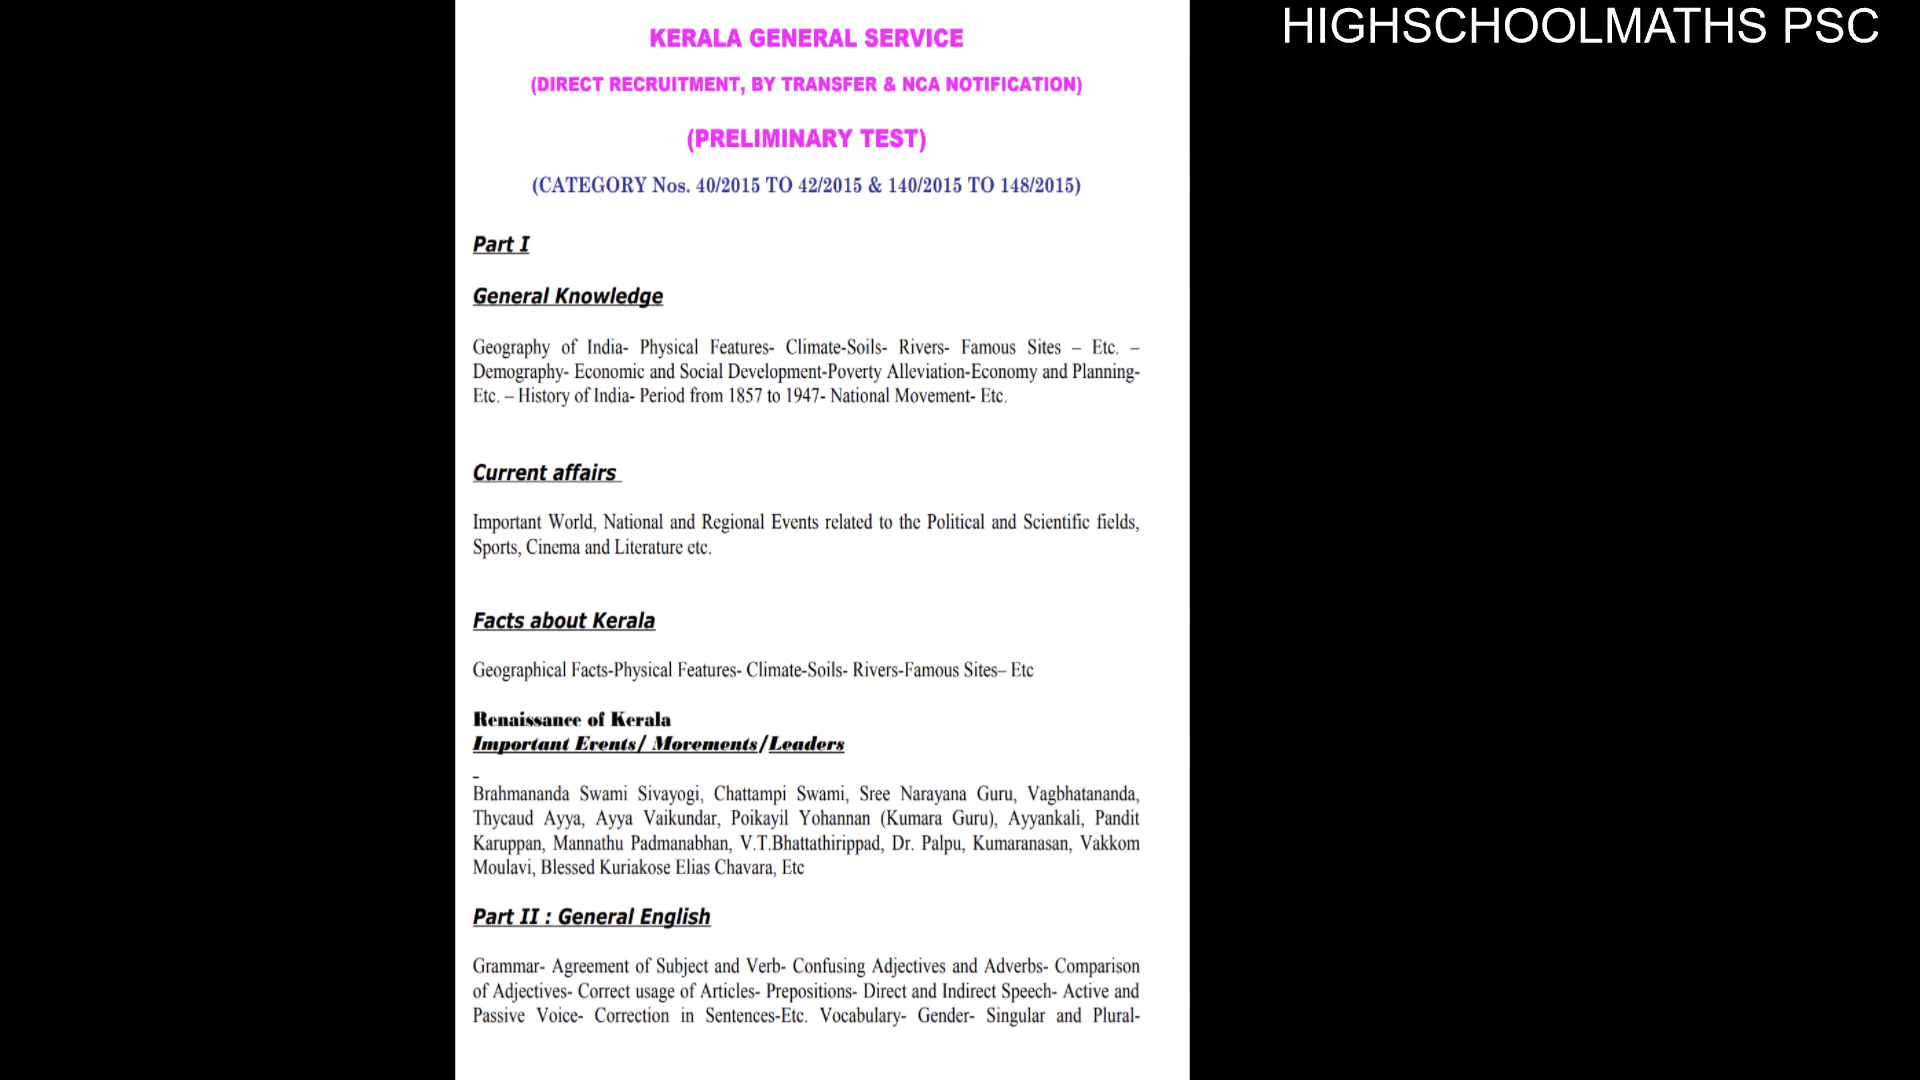 HIGHSCHOOLMATHS PSC
KERALA GENERAL SERVICE
(DIRECT RECRUITMENT, BY TRANSFER & NCA NOTIFICATION)
(PRELIMINARY TEST)
(CATEGORY Nos. 40/2015 TO 42/2015 & 140/2015 TO 148/2015)
Part I
General Knowledge
Geography of India- Physical Features- Climate-Soils- Rivers- Famous Sites – Etc. –
Demography- Economic and Social Development-Poverty Alleviation-Economy and Planning-
Etc. – History of India- Period from 1857 to 1947- National Movement- Etc.
Current affairs
Important World, National and Regional Events related to the Political and Scientific fields,
Sports, Cinema and Literature etc.
Facts about Kerala
Geographical Facts-Physical Features- Climate-Soils- Rivers-Famous Sites– Etc
Renaissance of Kerala
Important Events/ Movements/Leaders
Brahmananda Swami Sivayogi, Chattampi Swami, Sree Narayana Guru, Vagbhatananda,
Thycaud Ayya, Ayya Vaikundar, Poikayil Yohannan (Kumara Guru), Ayyankali, Pandit
Karuppan, Mannathu Padmanabhan, V.T.Bhattathirippad, Dr. Palpu, Kumaranasan, Vakkom
Moulavi, Blessed Kuriakose Elias Chavara, Etc
Part II : General English
Grammar- Agreement of Subject and Verb- Confusing Adjectives and Adverbs- Comparison
of Adjectives- Correct usage of Articles- Prepositions- Direct and Indirect Speech- Active and
Passive Voice- Correction in Sentences-Etc. Vocabulary- Gender- Singular and Plural-